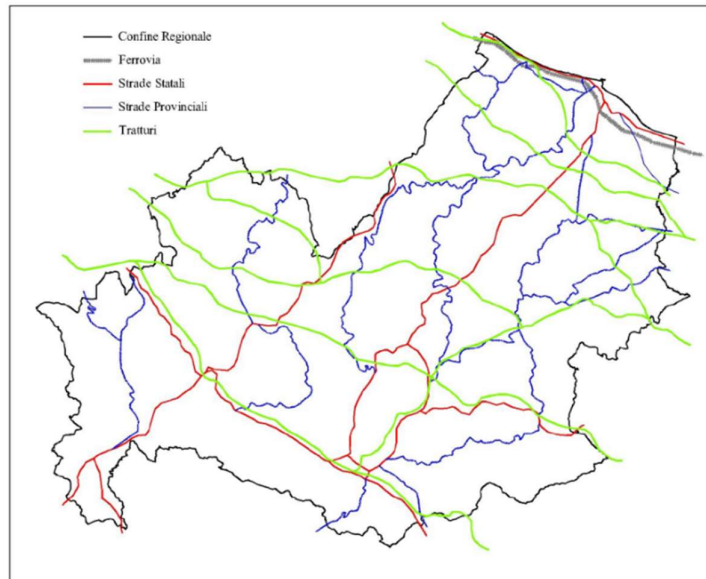 Confine Regionale
Ferrovia
Strade Statali
Strade Provinciali
Tratturi